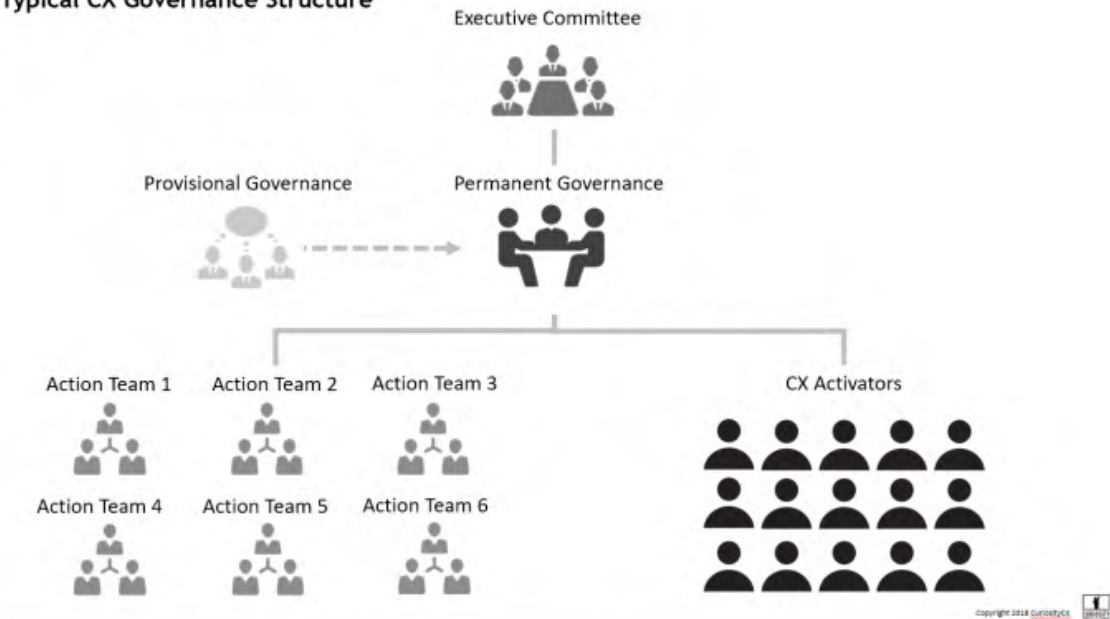 Typical CX Governance Structure
Executive Committee
Provisional Governance
Permanent Governance
Action Team 1
Action Team 2
Action Team 3
CX Activators
Action Team 4
Action Team 5
Action Team 6
Copyright 2018 CuriosityCX